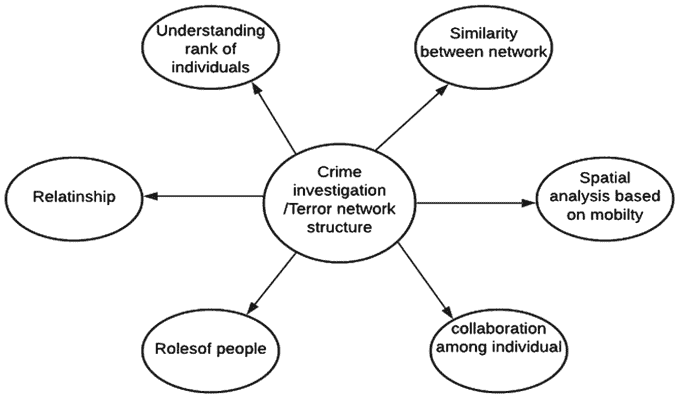 Understanding
rank of
individuals
Similarity
between network
Crime
investigation
/Terror network
structure
Relatinship
Spatial
analysis based
on mobilty
Rolesof people
collaboration
among individual